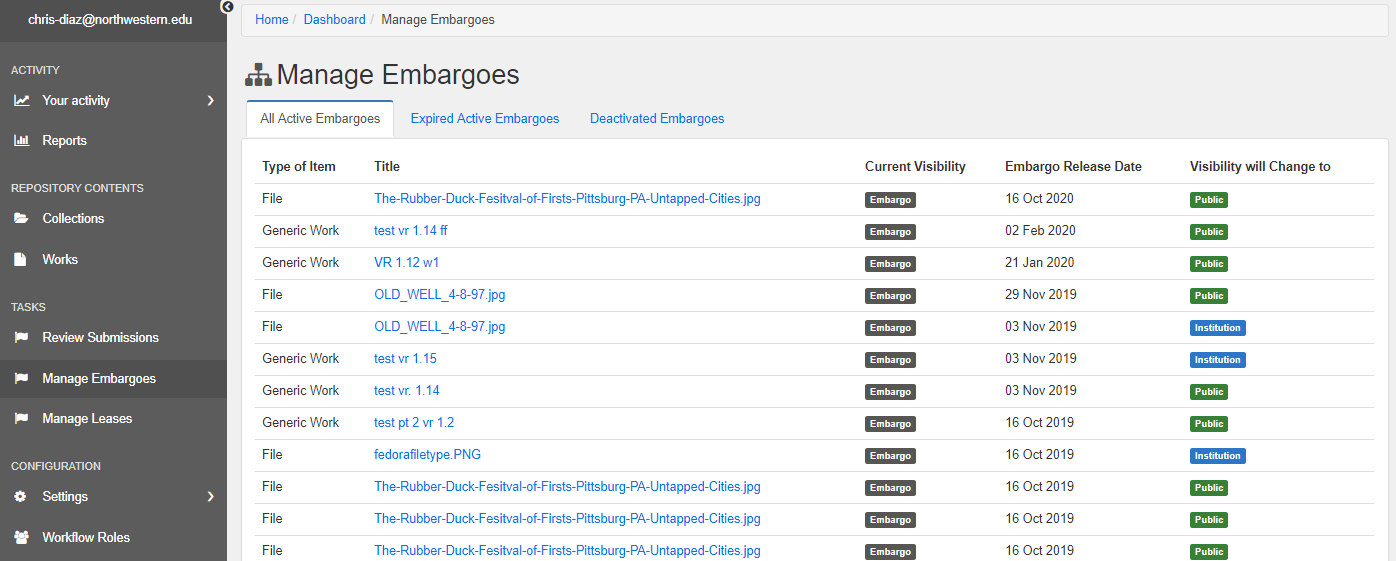 chris-diaz@northwestern.edu
ACTIVITY
Your activity
Reports
REPOSITORY CONTENTS
Collections
Works
TASKS
Review Submissions
Manage Embargoes
Manage Leases
CONFIGURATION
Settings
Workflow Roles
Home / Dashboard / Manage Embargoes
Manage Embargoes
All Active Embargoes Expired Active Embargoes Deactivated Embargoes
Type of Item Title Current Visibility Embargo Release Date Visibility will Change to
File The-Rubber-Duck-Fesitval-of-Firsts-Pittsburg-PA-Untapped-Cities.jpg Embargo 16 Oct 2020 Public
Generic Work test vr 1.14 ff Embargo 02 Feb 2020 Public
Generic Work VR 1.12 w1 Embargo 21 Jan 2020 Public
File OLD_WELL_4-8-97.jpg Embargo 29 Nov 2019 Public
File OLD_WELL_4-8-97.jpg Embargo 03 Nov 2019 Institution
Generic Work test vr 1.15 Embargo 03 Nov 2019 Institution
Generic Work test vr. 1.14 Embargo 03 Nov 2019 Public
Generic Work test pt 2 vr 1.2 Embargo 16 Oct 2019 Public
File fedorafiletype.PNG Embargo 16 Oct 2019 Institution
File The-Rubber-Duck-Fesitval-of-Firsts-Pittsburg-PA-Untapped-Cities.jpg Embargo 16 Oct 2019 Public
File The-Rubber-Duck-Fesitval-of-Firsts-Pittsburg-PA-Untapped-Cities.jpg Embargo 16 Oct 2019 Public
File The-Rubber-Duck-Fesitval-of-Firsts-Pittsburg-PA-Untapped-Cities.jpg Embargo 16 Oct 2019 Public